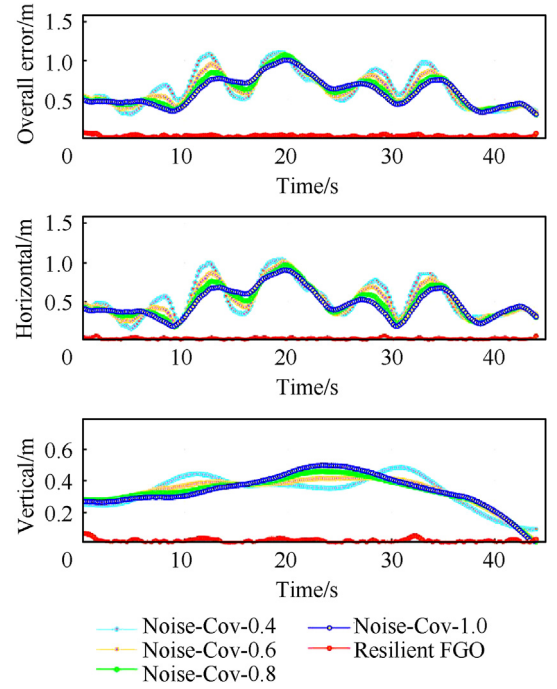 Overall error/m
1.5
1.0
0.5
0 10 20 30 40
Time/s
Horizontal/m
1.5
1.0
0.5
0 10 20 30 40
Time/s
Vertical/m
0.6
0.4
0.2
0 10 20 30 40
Time/s
Noise-Cov-0.4
Noise-Cov-0.6
Noise-Cov-0.8
Noise-Cov-1.0
Resilient FGO